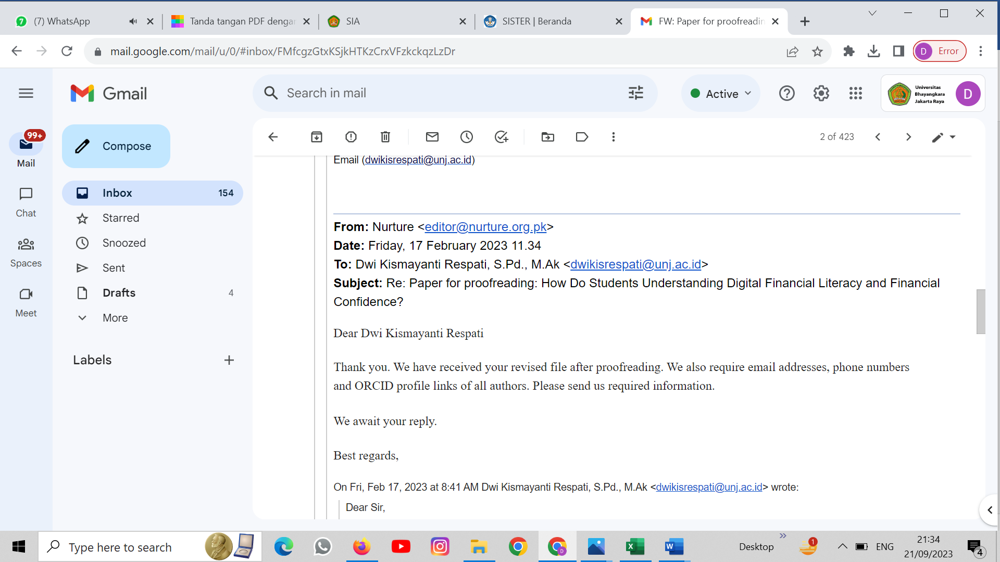 (7) WhatsApp
Tanda tangan PDF dengan
SIA
SISTER | Beranda
FW: Paper for proofreadin
mail.google.com/mail/u/0/#inbox/FMfcgzGtxKSjkHTKzCrxVFzkckqzLzDr
D Error
Gmail
Search in mail
Active
Universitas
Bhayangkara
Jakarta Raya
D
99+
Mail
Chat
Spaces
Meet
Compose
Inbox 154
Starred
Snoozed
Sent
Drafts 4
More
Labels
2 of 423
Email (dwikisrespati@unj.ac.id)
From: Nurture <editor@nurture.org.pk>
Date: Friday, 17 February 2023 11.34
To: Dwi Kismayanti Respati, S.Pd., M.Ak <dwikisrespati@unj.ac.id>
Subject: Re: Paper for proofreading: How Do Students Understanding Digital Financial Literacy and Financial
Confidence?
Dear Dwi Kismayanti Respati
Thank you. We have received your revised file after proofreading. We also require email addresses, phone numbers
and ORCID profile links of all authors. Please send us required information.
We await your reply.
Best regards,
On Fri, Feb 17, 2023 at 8:41 AM Dwi Kismayanti Respati, S.Pd., M.Ak <dwikisrespati@unj.ac.id> wrote:
Dear Sir,
Type here to search
Desktop
1
ENG
21:34
21/09/2023
4